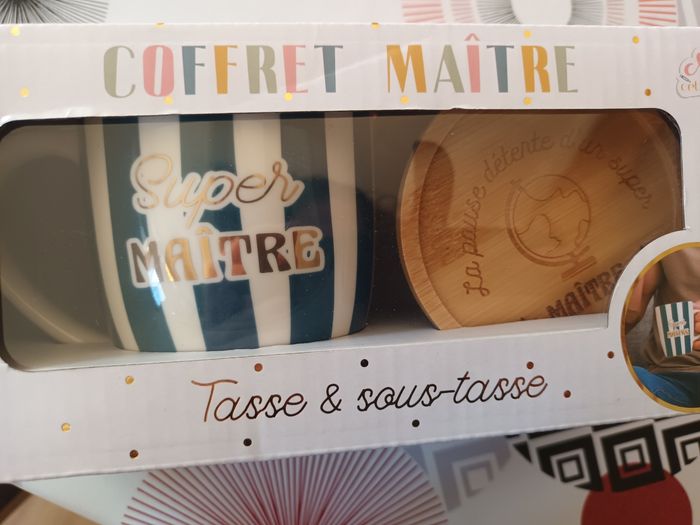 COFFRET MAÎTRE
Super
MAÎTRE
La pause détente d'un super
MAÎTRE
Tasse & sous-tasse